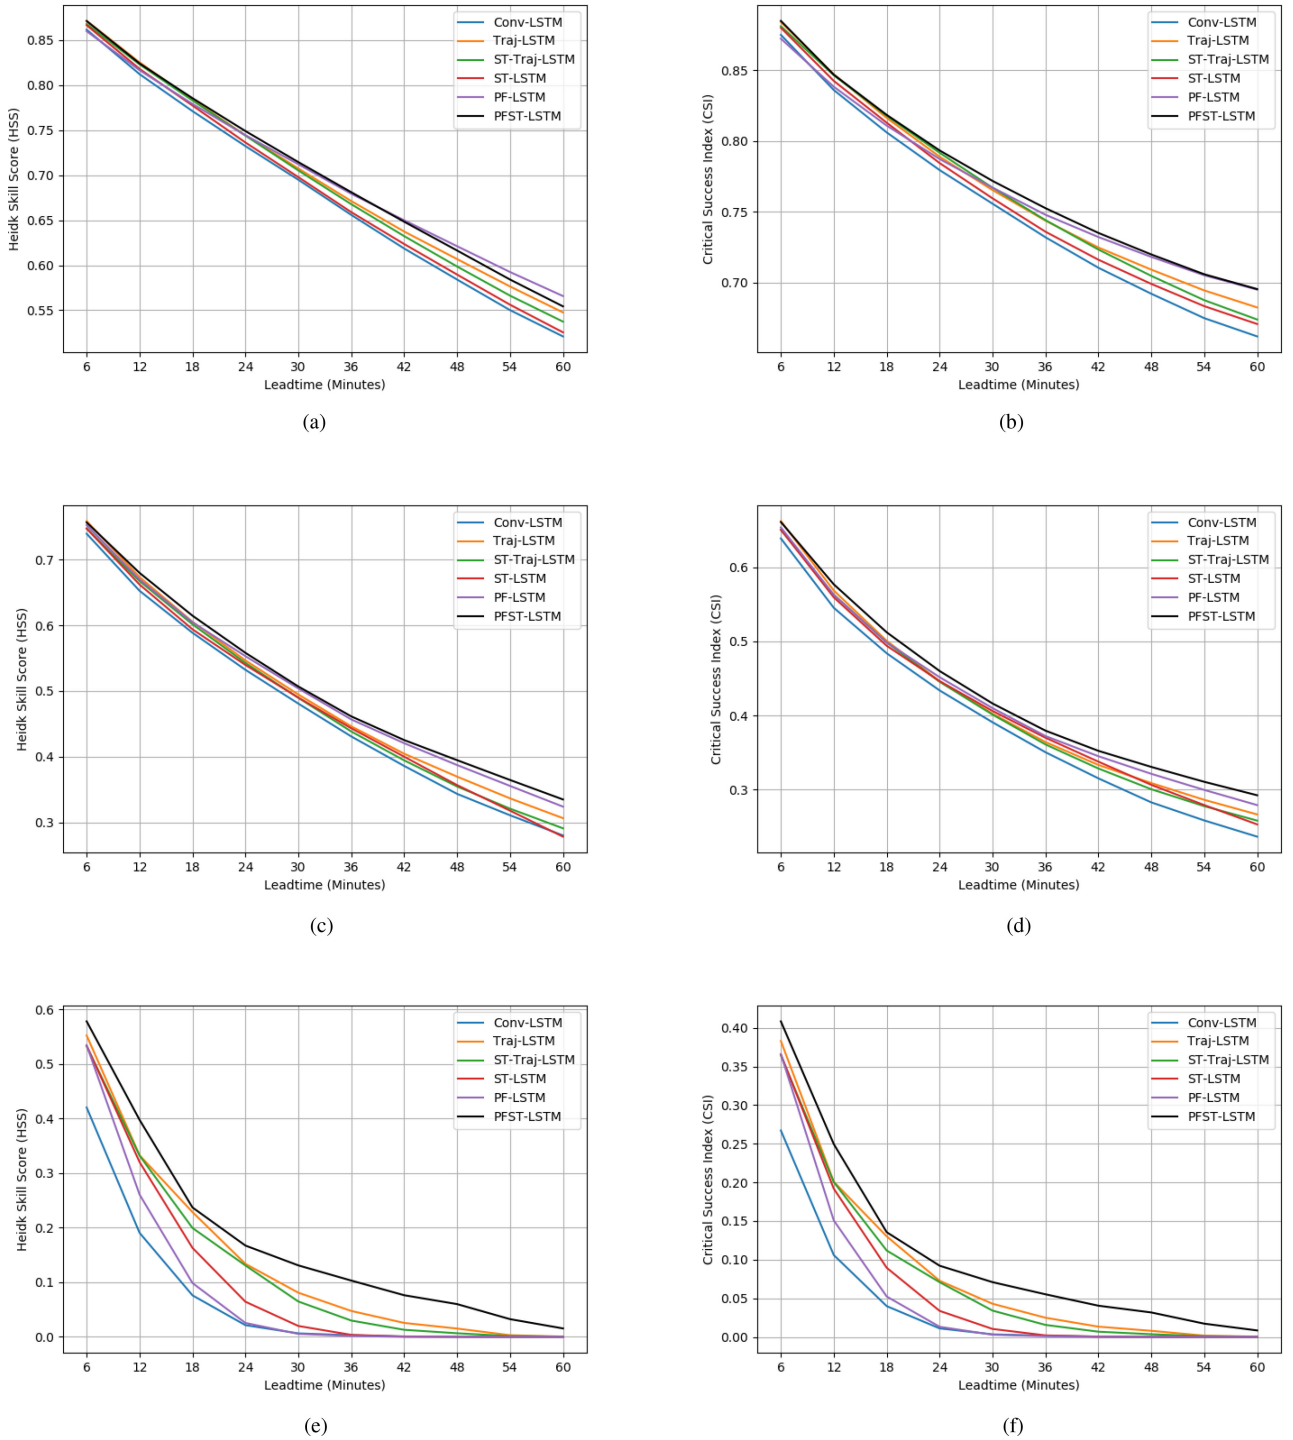 Heidk Skill Score (HSS)
0.85
0.80
0.75
0.70
0.65
0.60
0.55
Conv-LSTM
Traj-LSTM
ST-Traj-LSTM
ST-LSTM
PF-LSTM
PFST-LSTM
6 12 18 24 30 36 42 48 54 60
Leadtime (Minutes)
(a)
Critical Success Index (CSI)
0.85
0.80
0.75
0.70
Conv-LSTM
Traj-LSTM
ST-Traj-LSTM
ST-LSTM
PF-LSTM
PFST-LSTM
6 12 18 24 30 36 42 48 54 60
Leadtime (Minutes)
(b)
Heidk Skill Score (HSS)
0.7
0.6
0.5
0.4
0.3
Conv-LSTM
Traj-LSTM
ST-Traj-LSTM
ST-LSTM
PF-LSTM
PFST-LSTM
6 12 18 24 30 36 42 48 54 60
Leadtime (Minutes)
(c)
Critical Success Index (CSI)
0.6
0.5
0.4
0.3
Conv-LSTM
Traj-LSTM
ST-Traj-LSTM
ST-LSTM
PF-LSTM
PFST-LSTM
6 12 18 24 30 36 42 48 54 60
Leadtime (Minutes)
(d)
Heidk Skill Score (HSS)
0.6
0.5
0.4
0.3
0.2
0.1
0.0
Conv-LSTM
Traj-LSTM
ST-Traj-LSTM
ST-LSTM
PF-LSTM
PFST-LSTM
6 12 18 24 30 36 42 48 54 60
Leadtime (Minutes)
(e)
Critical Success Index (CSI)
0.40
0.35
0.30
0.25
0.20
0.15
0.10
0.05
0.00
Conv-LSTM
Traj-LSTM
ST-Traj-LSTM
ST-LSTM
PF-LSTM
PFST-LSTM
6 12 18 24 30 36 42 48 54 60
Leadtime (Minutes)
(f)